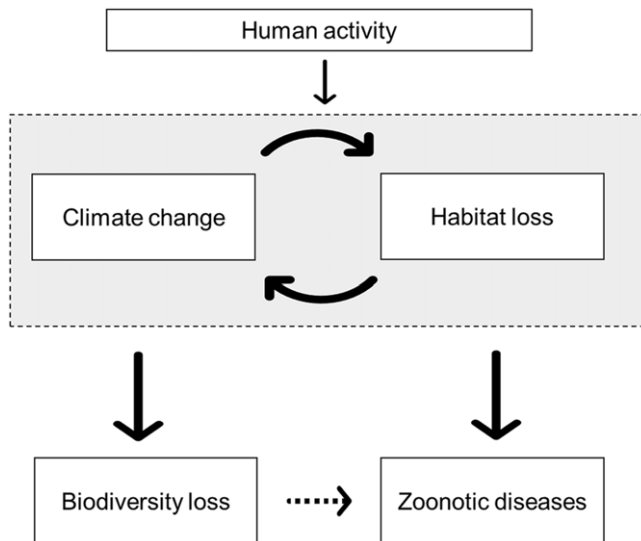 Human activity
Climate change
Habitat loss
Biodiversity loss
Zoonotic diseases